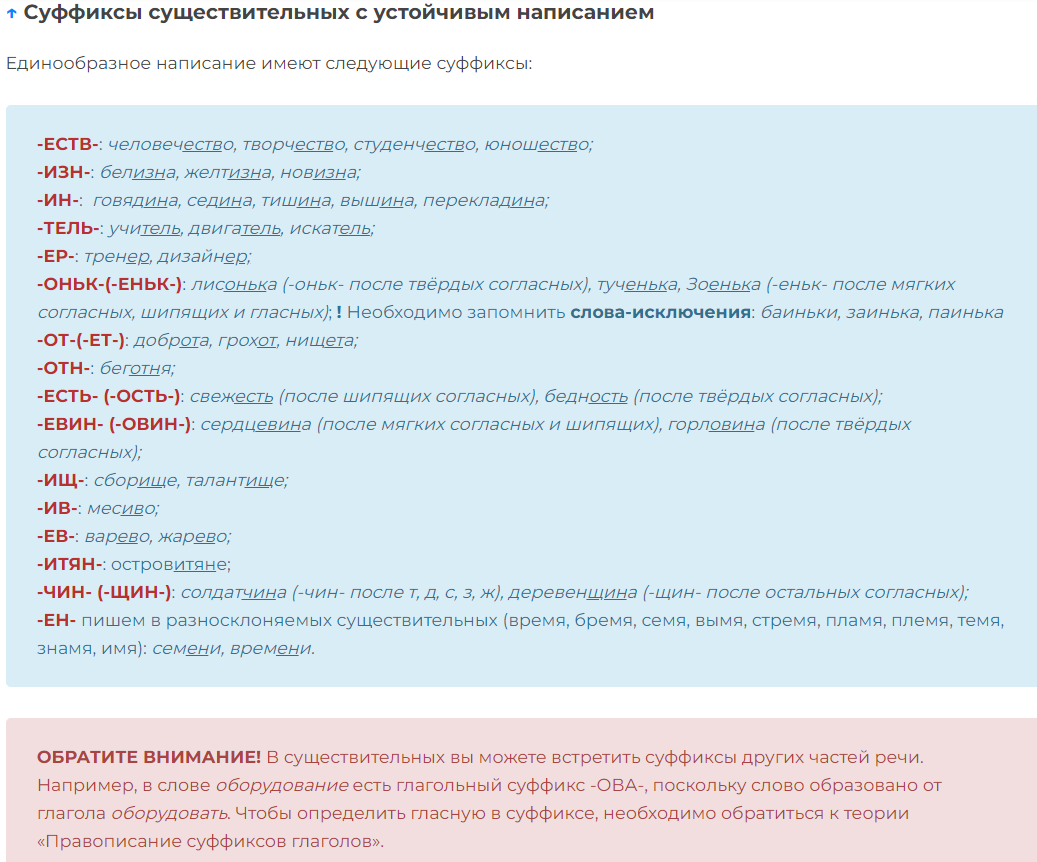 ↑ Суффиксы существительных с устойчивым написанием
Единообразное написание имеют следующие суффиксы:
-ЕСТВ-: человечество, творчество, студенчество, юношество;
-ИЗН-: белизна, желтизна, новизна;
-ИН-: говядина, седина, тишина, вышина, перекладина;
-ТЕЛЬ-: учитель, двигатель, искатель;
-ЕР-: тренер, дизайнер;
-ОНЬК-(-ЕНЬК-): лисонька (-оньк- после твёрдых согласных), тученька, Зоенька (-еньк- после мягких
согласных, шипящих и гласных); ! Необходимо запомнить слова-исключения: баиньки, заинька, паинька
-ОТ-(-ЕТ-): доброта, грохот, нищета;
-ОТН-: беготня;
-ЕСТЬ- (-ОСТЬ-): свежесть (после шипящих согласных), бедность (после твёрдых согласных);
-ЕВИН- (-ОВИН-): сердцевина (после мягких согласных и шипящих), горловина (после твёрдых
согласных);
-ИЩ-: сборище, талантище;
-ИВ-: месиво;
-ЕВ-: варево, жарево;
-ИТЯН-: островитяне;
-ЧИН- (-ЩИН-): солдатчина (-чин- после т, д, с, з, ж), деревенщина (-щин- после остальных согласных);
-ЕН- пишем в разносклоняемых существительных (время, бремя, семя, вымя, стремя, пламя, племя, темя,
знамя, имя): семени, времени.
ОБРАТИТЕ ВНИМАНИЕ! В существительных вы можете встретить суффиксы других частей речи.
Например, в слове оборудование есть глагольный суффикс -ОВА-, поскольку слово образовано от
глагола оборудовать. Чтобы определить гласную в суффиксе, необходимо обратиться к теории
«Правописание суффиксов глаголов».